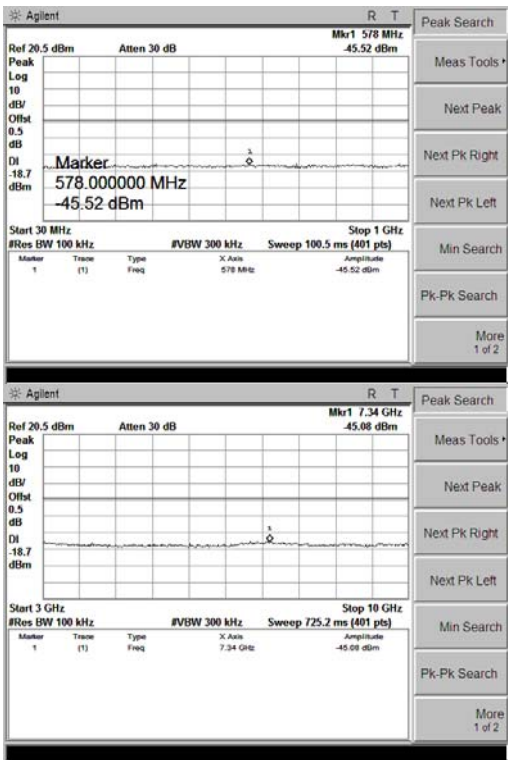 Agilent
R T
Mkr1 578 MHz
Ref 20.5 dBm Atten 30 dB -45.52 dBm
Peak
Log
10
dB/
Offst
0.5
dB
DI
-18.7
dBm
1
Marker
578.000000 MHz
-45.52 dBm
Start 30 MHz Stop 1 GHz
#Res BW 100 kHz #VBW 300 kHz Sweep 100.5 ms (401 pts)
Marker Trace Type X Axis Amplitude
1 (1) Freq 578 MHz -45.52 dBm
Peak Search
Meas Tools
Next Peak
Next Pk Right
Next Pk Left
Min Search
Pk-Pk Search
More
1 of 2
Agilent
R T
Mkr1 7.34 GHz
Ref 20.5 dBm Atten 30 dB -45.08 dBm
Peak
Log
10
dB/
Offst
0.5
dB
DI
-18.7
dBm
1
Start 3 GHz Stop 10 GHz
#Res BW 100 kHz #VBW 300 kHz Sweep 725.2 ms (401 pts)
Marker Trace Type X Axis Amplitude
1 (1) Freq 7.34 GHz -45.08 dBm
Peak Search
Meas Tools
Next Peak
Next Pk Right
Next Pk Left
Min Search
Pk-Pk Search
More
1 of 2